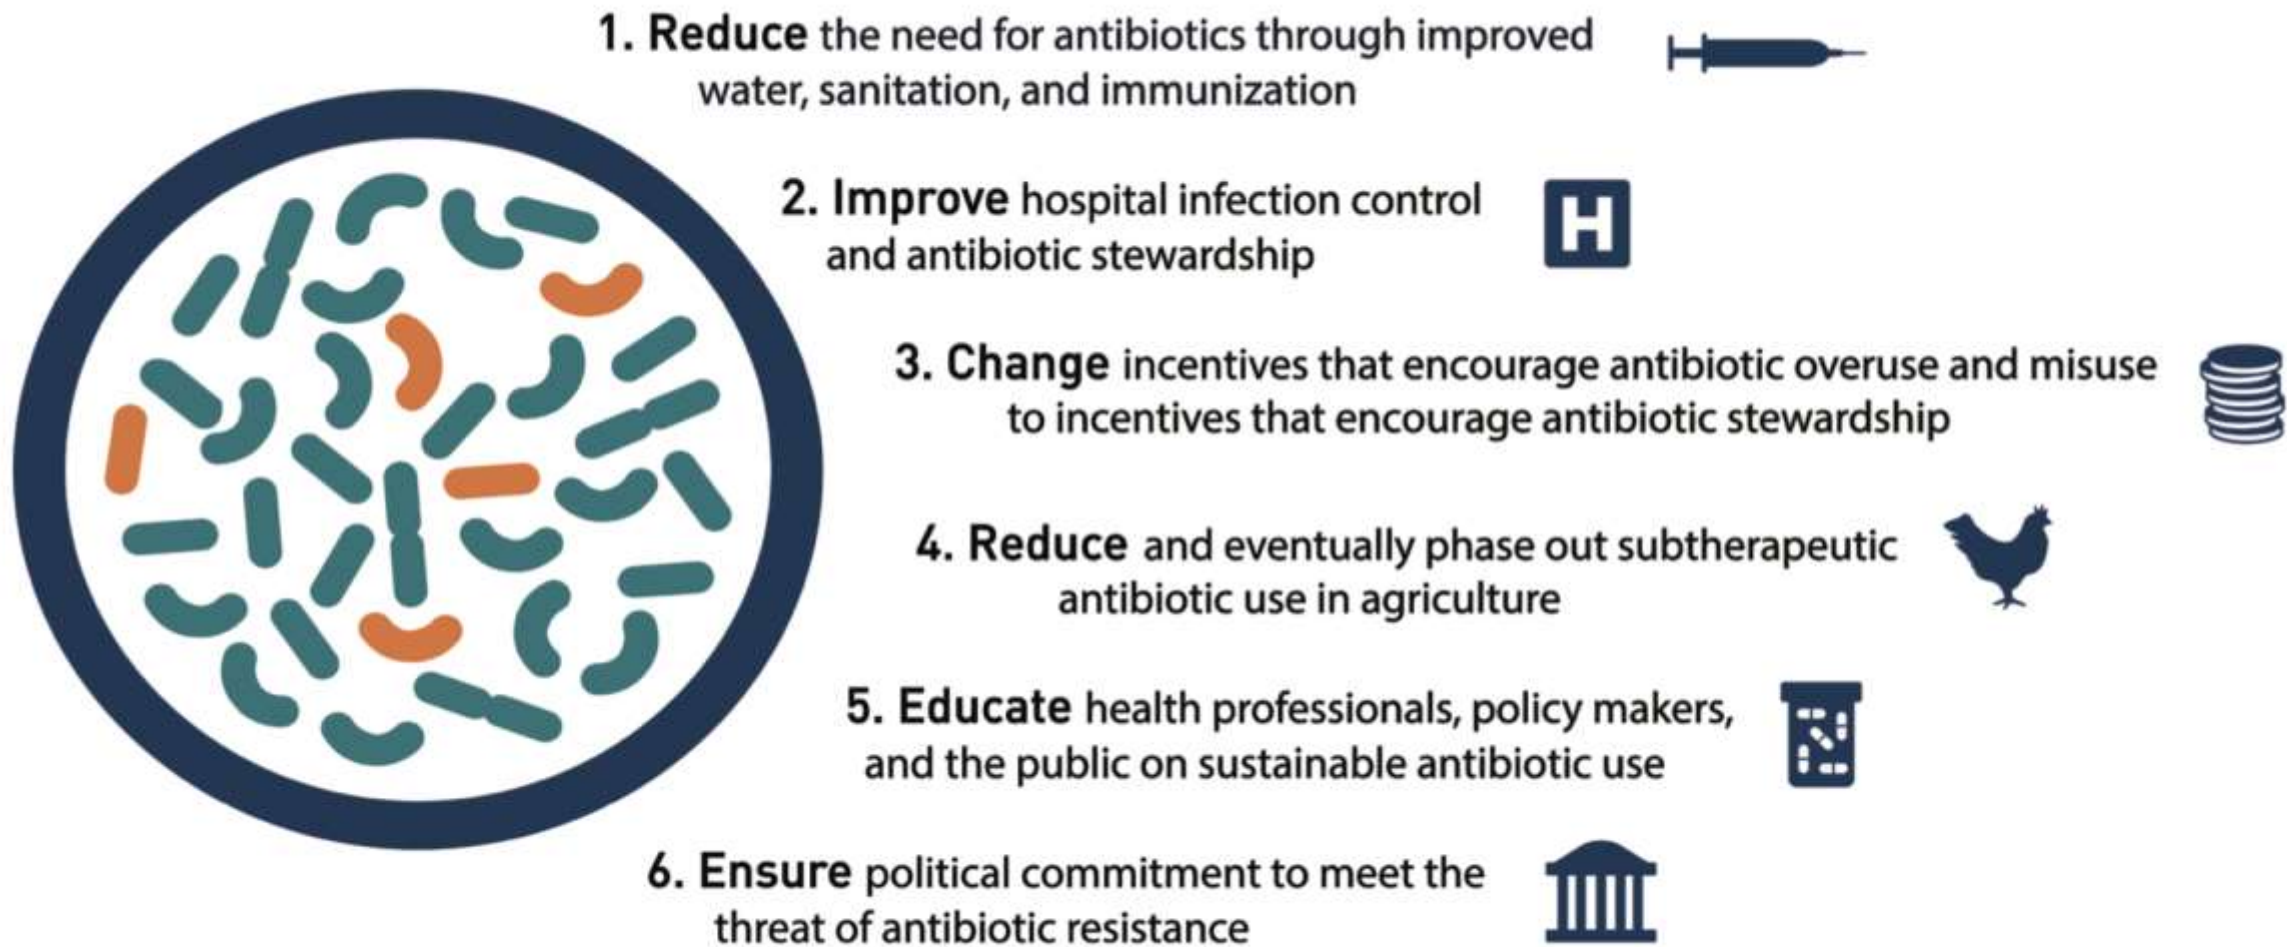 1. Reduce the need for antibiotics through improved
water, sanitation, and immunization
2. Improve hospital infection control
and antibiotic stewardship
H
3. Change incentives that encourage antibiotic overuse and misuse
to incentives that encourage antibiotic stewardship
4. Reduce and eventually phase out subtherapeutic
antibiotic use in agriculture
5. Educate health professionals, policy makers,
and the public on sustainable antibiotic use
6. Ensure political commitment to meet the
threat of antibiotic resistance